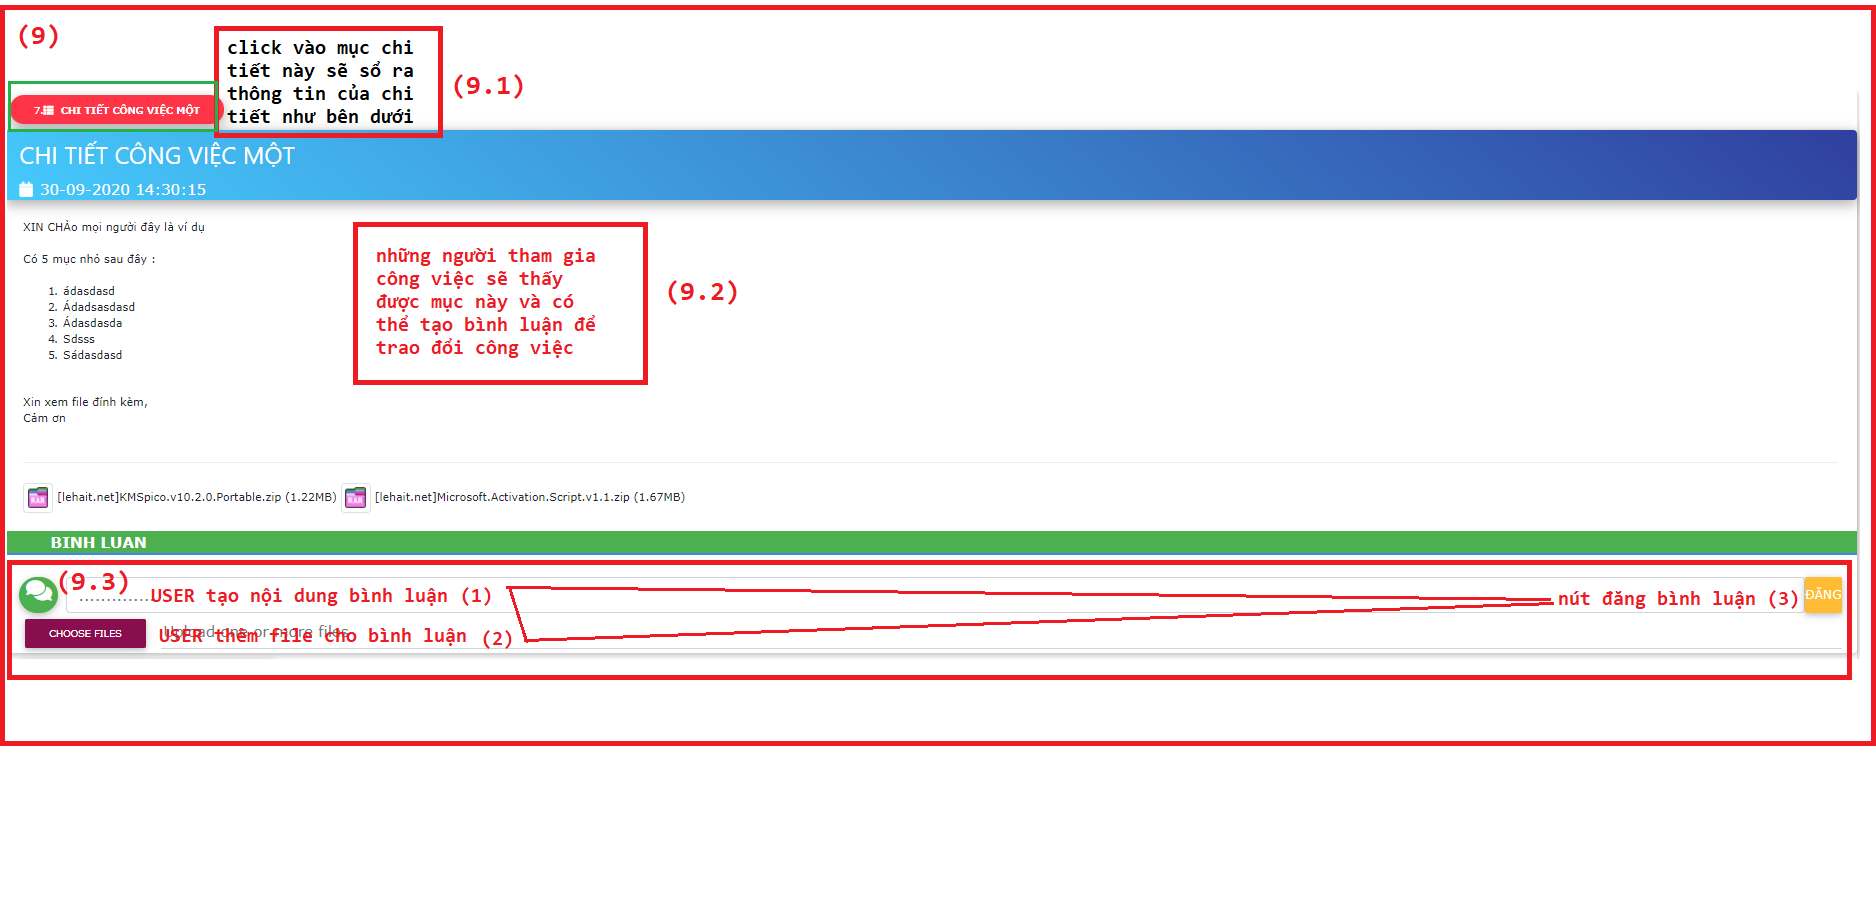 (9)
click vào mục chi
tiết này sẽ sổ ra
thông tin của chi
tiết như bên dưới
(9.1)
7. CHI TIẾT CÔNG VIỆC MỘT
CHI TIẾT CÔNG VIỆC MỘT
30-09-2020 14:30:15
XIN CHÀo mọi người đây là ví dụ
Có 5 mục nhỏ sau đây :
1. ádasdasd
2. Ádadsasdasd
3. Ádasdasda
4. Sdsss
5. Sádasdasd
những người tham gia
công việc sẽ thấy
được mục này và có
thể tạo bình luận để
trao đổi công việc
(9.2)
Xin xem file đính kèm,
Cảm ơn
[lehait.net]KMSpico.v10.2.0.Portable.zip (1.22MB) [lehait.net]Microsoft.Activation.Script.v1.1.zip (1.67MB)
BINH LUAN
(9.3)
USER tạo nội dung bình luận (1)
nút đăng bình luận (3)
ĐĂNG
CHOOSE FILES
Upload one or more files
USER thêm file cho bình luận (2)